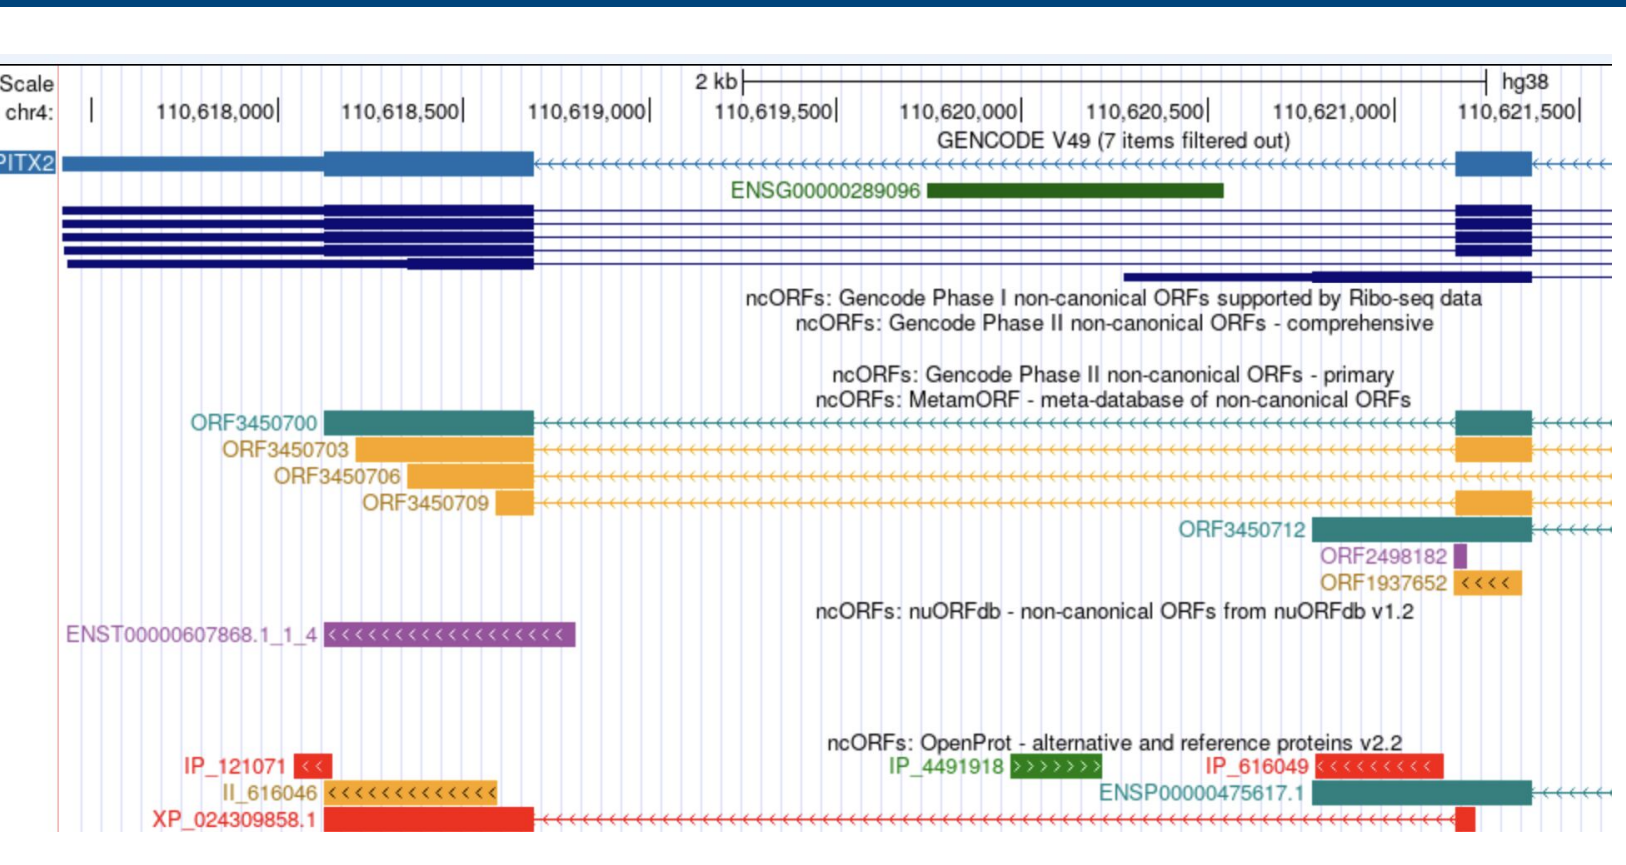 Scale 2 kb hg38
chr4: 110,618,000 110,618,500 110,619,000 110,619,500 110,620,000 110,620,500 110,621,000 110,621,500
GENCODE V49 (7 items filtered out)
PITX2
ENSG00000289096
ncORFs: Gencode Phase I non-canonical ORFs supported by Ribo-seq data
ncORFs: Gencode Phase II non-canonical ORFs - comprehensive
ncORFs: Gencode Phase II non-canonical ORFs - primary
ncORFs: MetamORF - meta-database of non-canonical ORFs
ORF3450700
ORF3450703
ORF3450706
ORF3450709
ORF3450712
ORF2498182
ORF1937652
ncORFs: nuORFdb - non-canonical ORFs from nuORFdb v1.2
ENST00000607868.1_1_4
ncORFs: OpenProt - alternative and reference proteins v2.2
IP_121071 IP_4491918 IP_616049
II_616046 ENSP00000475617.1
XP_024309858.1